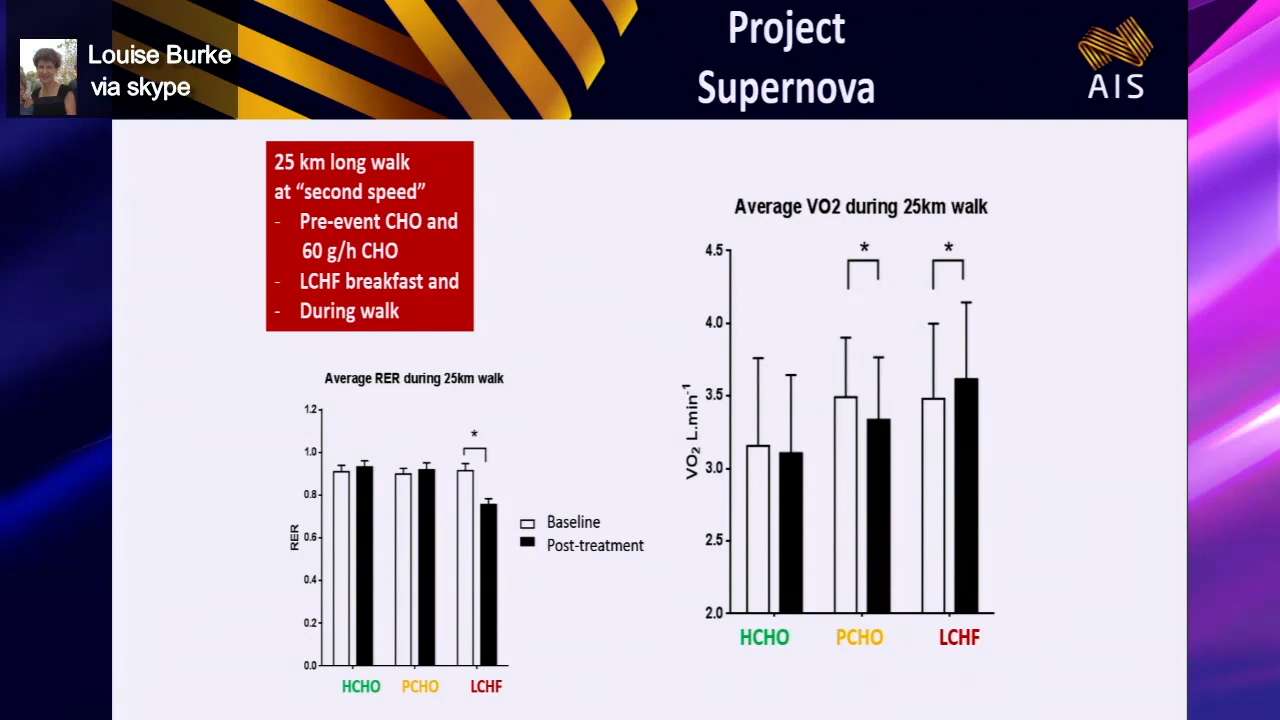 Louise Burke
via skype
Project
Supernova
AIS
25 km long walk
at “second speed”
- Pre-event CHO and
60 g/h CHO
- LCHF breakfast and
- During walk
Average RER during 25km walk
1.2
1.0
0.8
0.6
0.4
0.2
0.0
RER
*
HCHO PCHO LCHF
Baseline
Post-treatment
Average VO2 during 25km walk
4.5
4.0
3.5
3.0
2.5
2.0
VO₂ L.min⁻¹
* *
HCHO PCHO LCHF